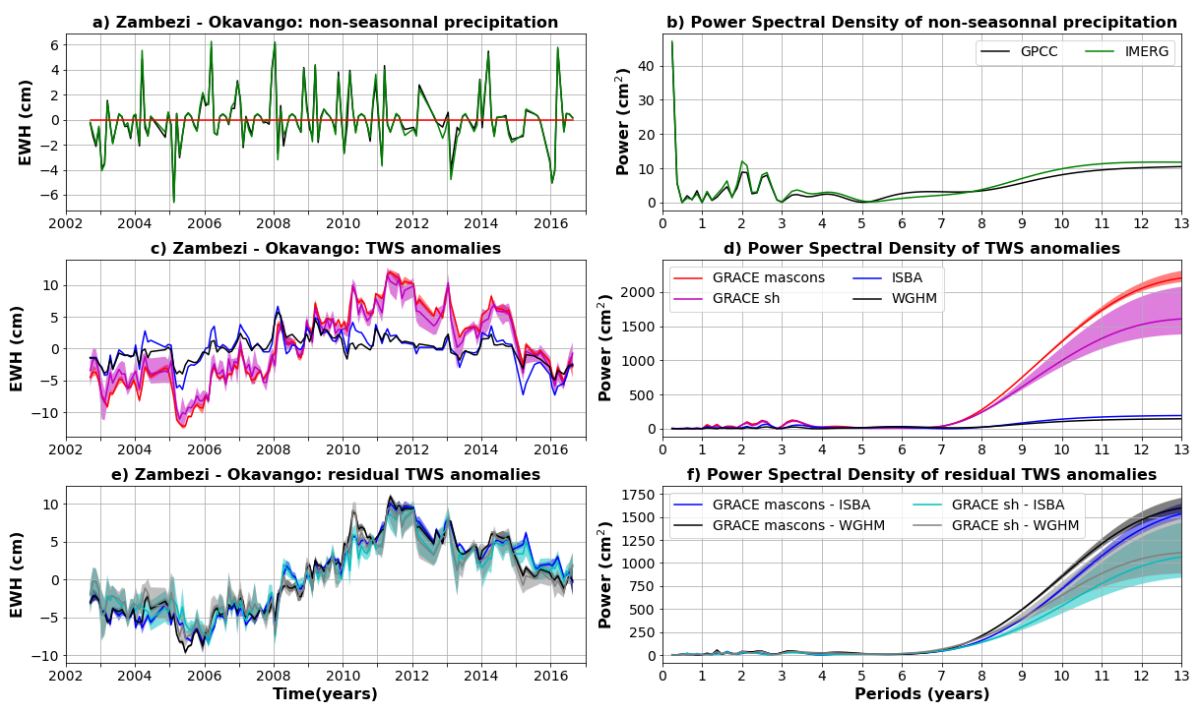 a) Zambezi - Okavango: non-seasonnal precipitation
EWH (cm)
6
4
2
0
−2
−4
−6
2002 2004 2006 2008 2010 2012 2014 2016
b) Power Spectral Density of non-seasonnal precipitation
GPCC IMERG
Power (cm²)
40
30
20
10
0
0 1 2 3 4 5 6 7 8 9 10 11 12 13
c) Zambezi - Okavango: TWS anomalies
EWH (cm)
10
5
0
−5
−10
2002 2004 2006 2008 2010 2012 2014 2016
d) Power Spectral Density of TWS anomalies
GRACE mascons ISBA
GRACE sh WGHM
Power (cm²)
2000
1500
1000
500
0
0 1 2 3 4 5 6 7 8 9 10 11 12 13
e) Zambezi - Okavango: residual TWS anomalies
EWH (cm)
10
5
0
−5
−10
2002 2004 2006 2008 2010 2012 2014 2016
Time(years)
f) Power Spectral Density of residual TWS anomalies
GRACE mascons - ISBA GRACE sh - ISBA
GRACE mascons - WGHM GRACE sh - WGHM
Power (cm²)
1750
1500
1250
1000
750
500
250
0
0 1 2 3 4 5 6 7 8 9 10 11 12 13
Periods (years)